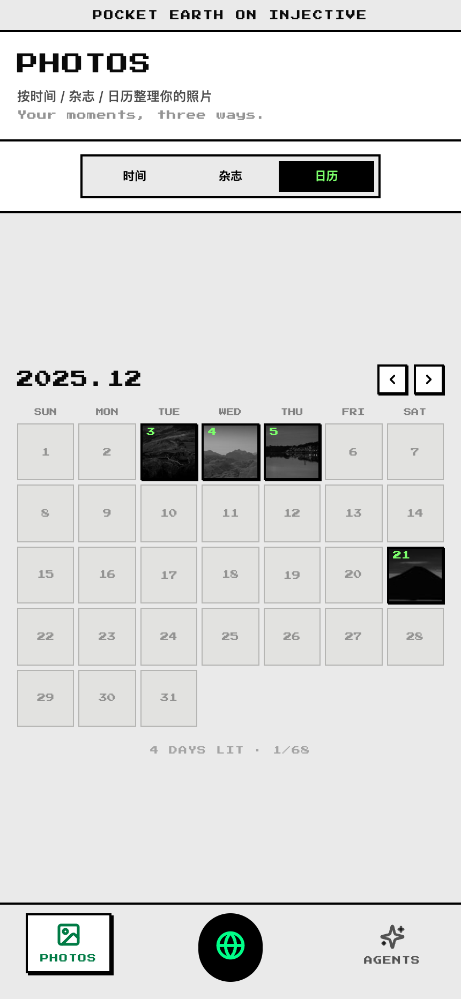 POCKET EARTH ON INJECTIVE
PHOTOS
按时间 / 杂志 / 日历整理你的照片
Your moments, three ways.
时间 杂志 日历
2025.12
SUN MON TUE WED THU FRI SAT
1 2 3 4 5 6 7
8 9 10 11 12 13 14
15 16 17 18 19 20 21
22 23 24 25 26 27 28
29 30 31
4 DAYS LIT · 1/68
PHOTOS AGENTS